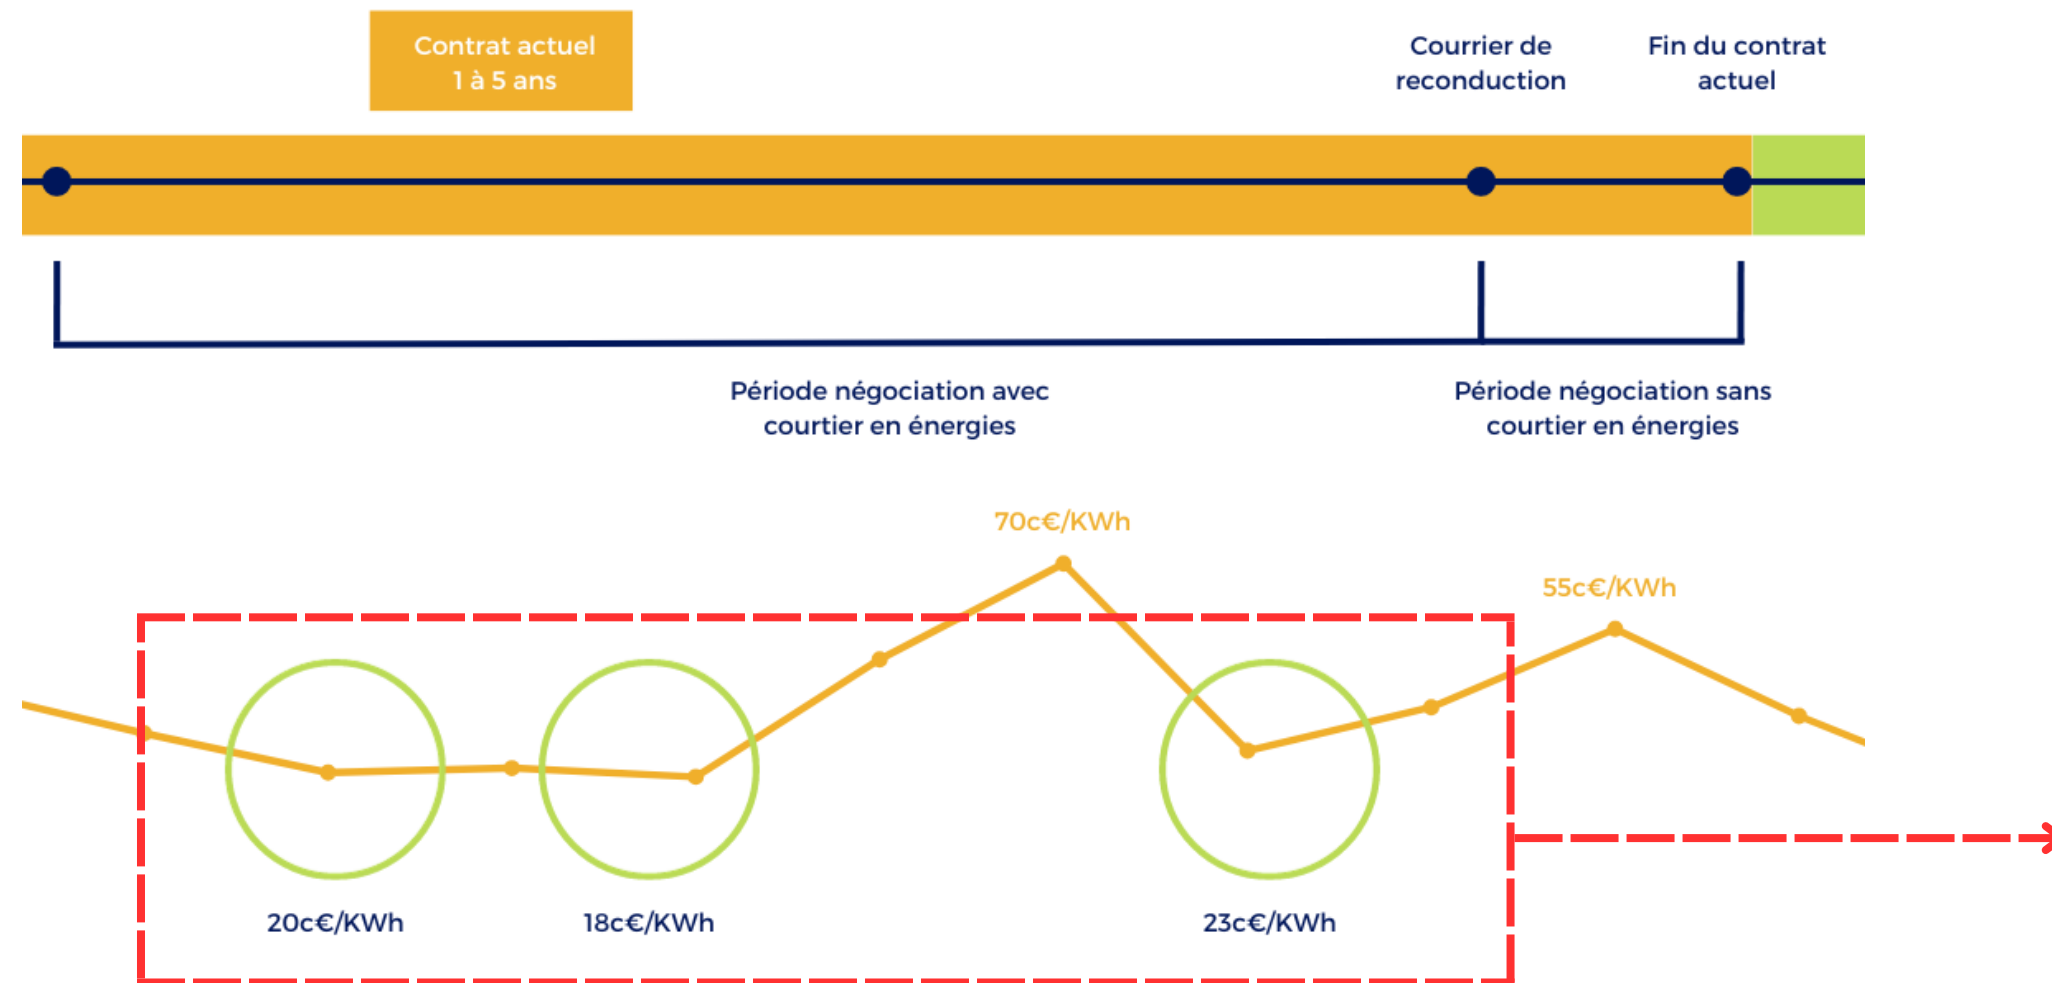 Contrat actuel
1 à 5 ans
Courrier de
reconduction
Fin du contrat
actuel
Période négociation avec
courtier en énergies
Période négociation sans
courtier en énergies
70c€/KWh
55c€/KWh
20c€/KWh
18c€/KWh
23c€/KWh